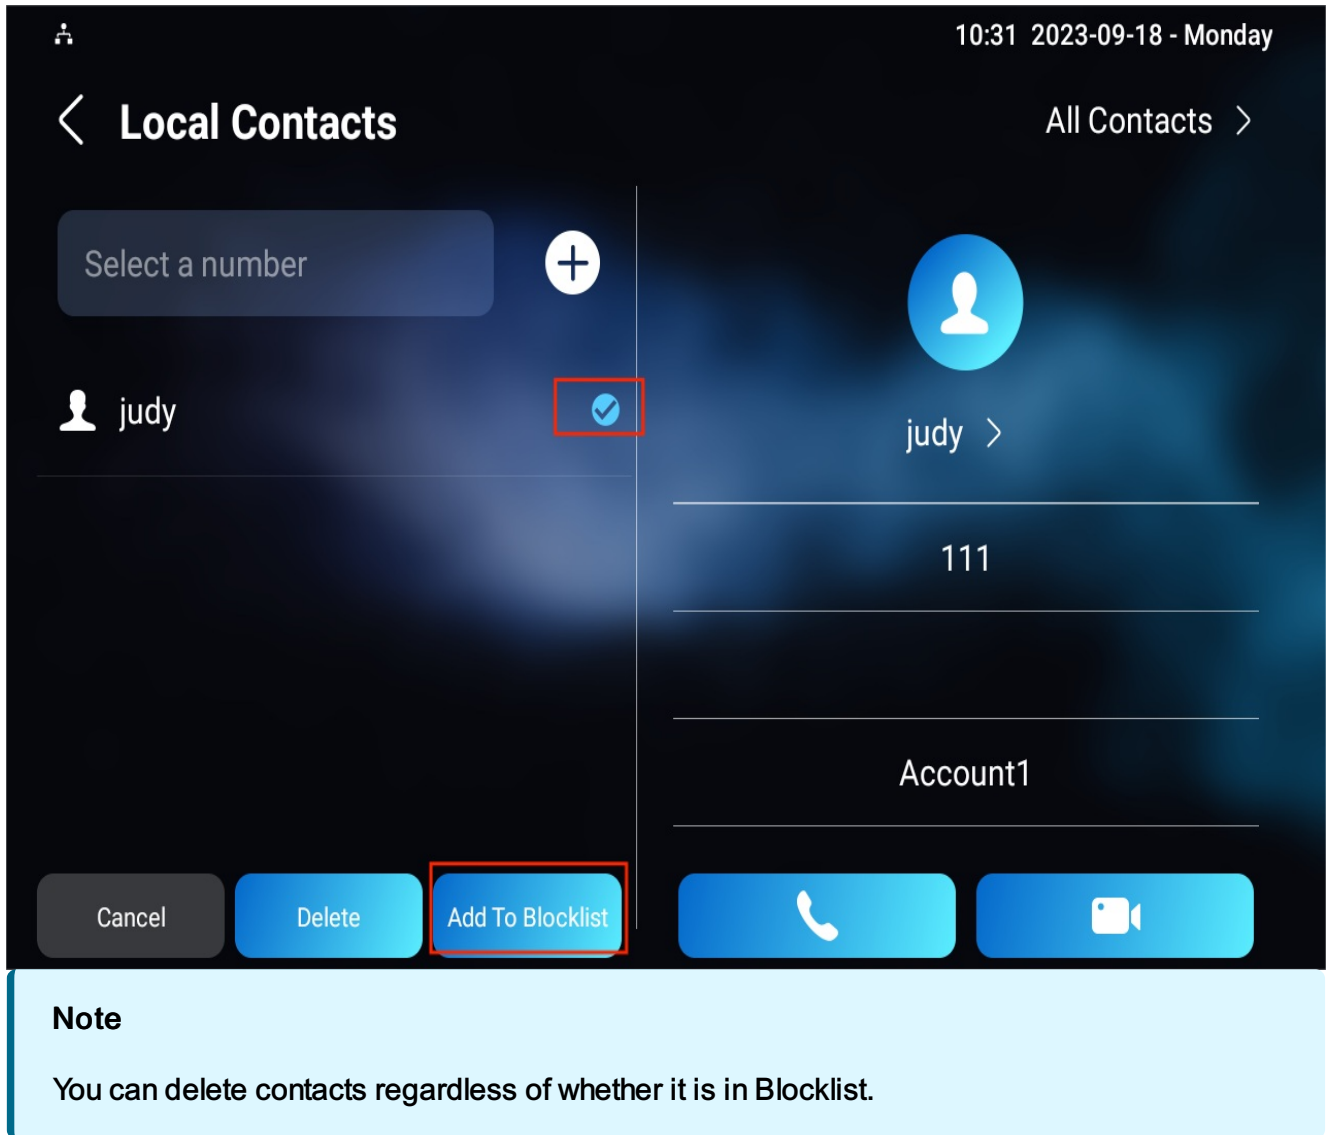 10:31 2023-09-18 - Monday
Local Contacts
All Contacts
Select a number
judy
judy
111
Account1
Cancel
Delete
Add To Blocklist
Note
You can delete contacts regardless of whether it is in Blocklist.